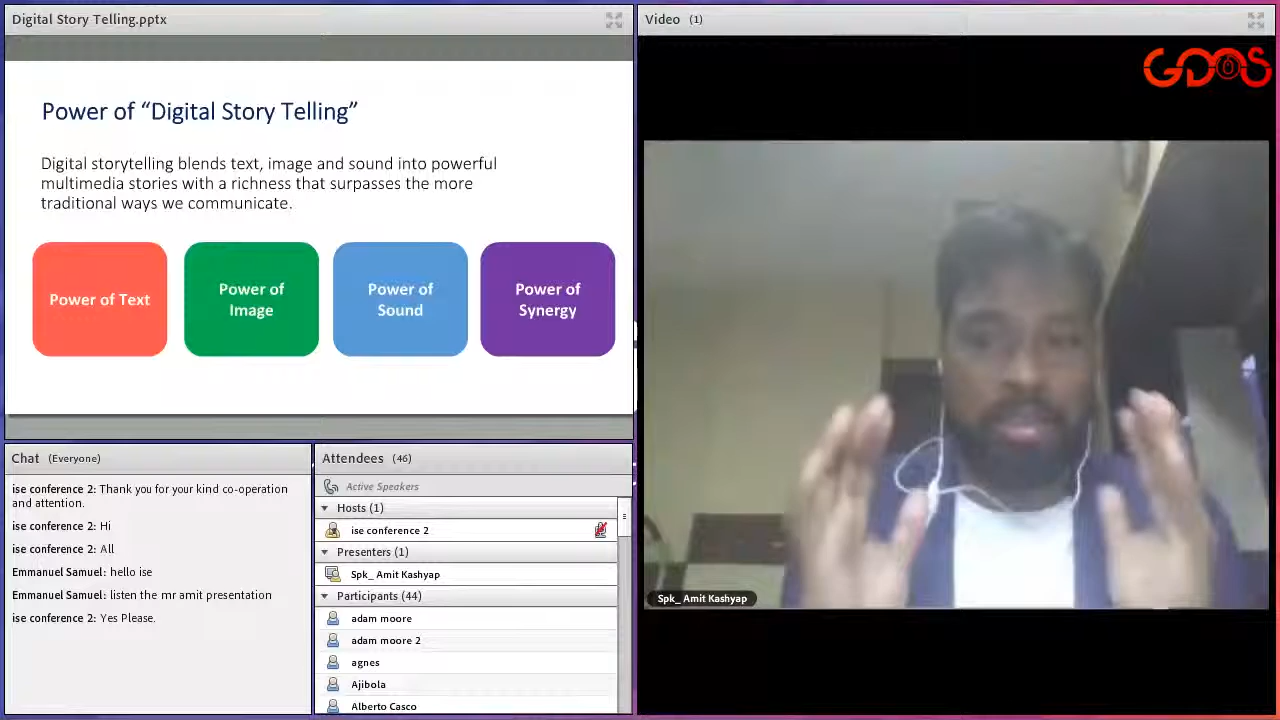 Digital Story Telling.pptx
Power of “Digital Story Telling”
Digital storytelling blends text, image and sound into powerful
multimedia stories with a richness that surpasses the more
traditional ways we communicate.
Power of Text
Power of
Image
Power of
Sound
Power of
Synergy
Chat (Everyone)
ise conference 2: Thank you for your kind co-operation
and attention.
ise conference 2: Hi
ise conference 2: All
Emmanuel Samuel: hello ise
Emmanuel Samuel: listen the mr amit presentation
ise conference 2: Yes Please.
Attendees (46)
Active Speakers
Hosts (1)
ise conference 2
Presenters (1)
Spk_ Amit Kashyap
Participants (44)
adam moore
adam moore 2
agnes
Ajibola
Alberto Casco
Video (1)
GDOS
Spk_ Amit Kashyap